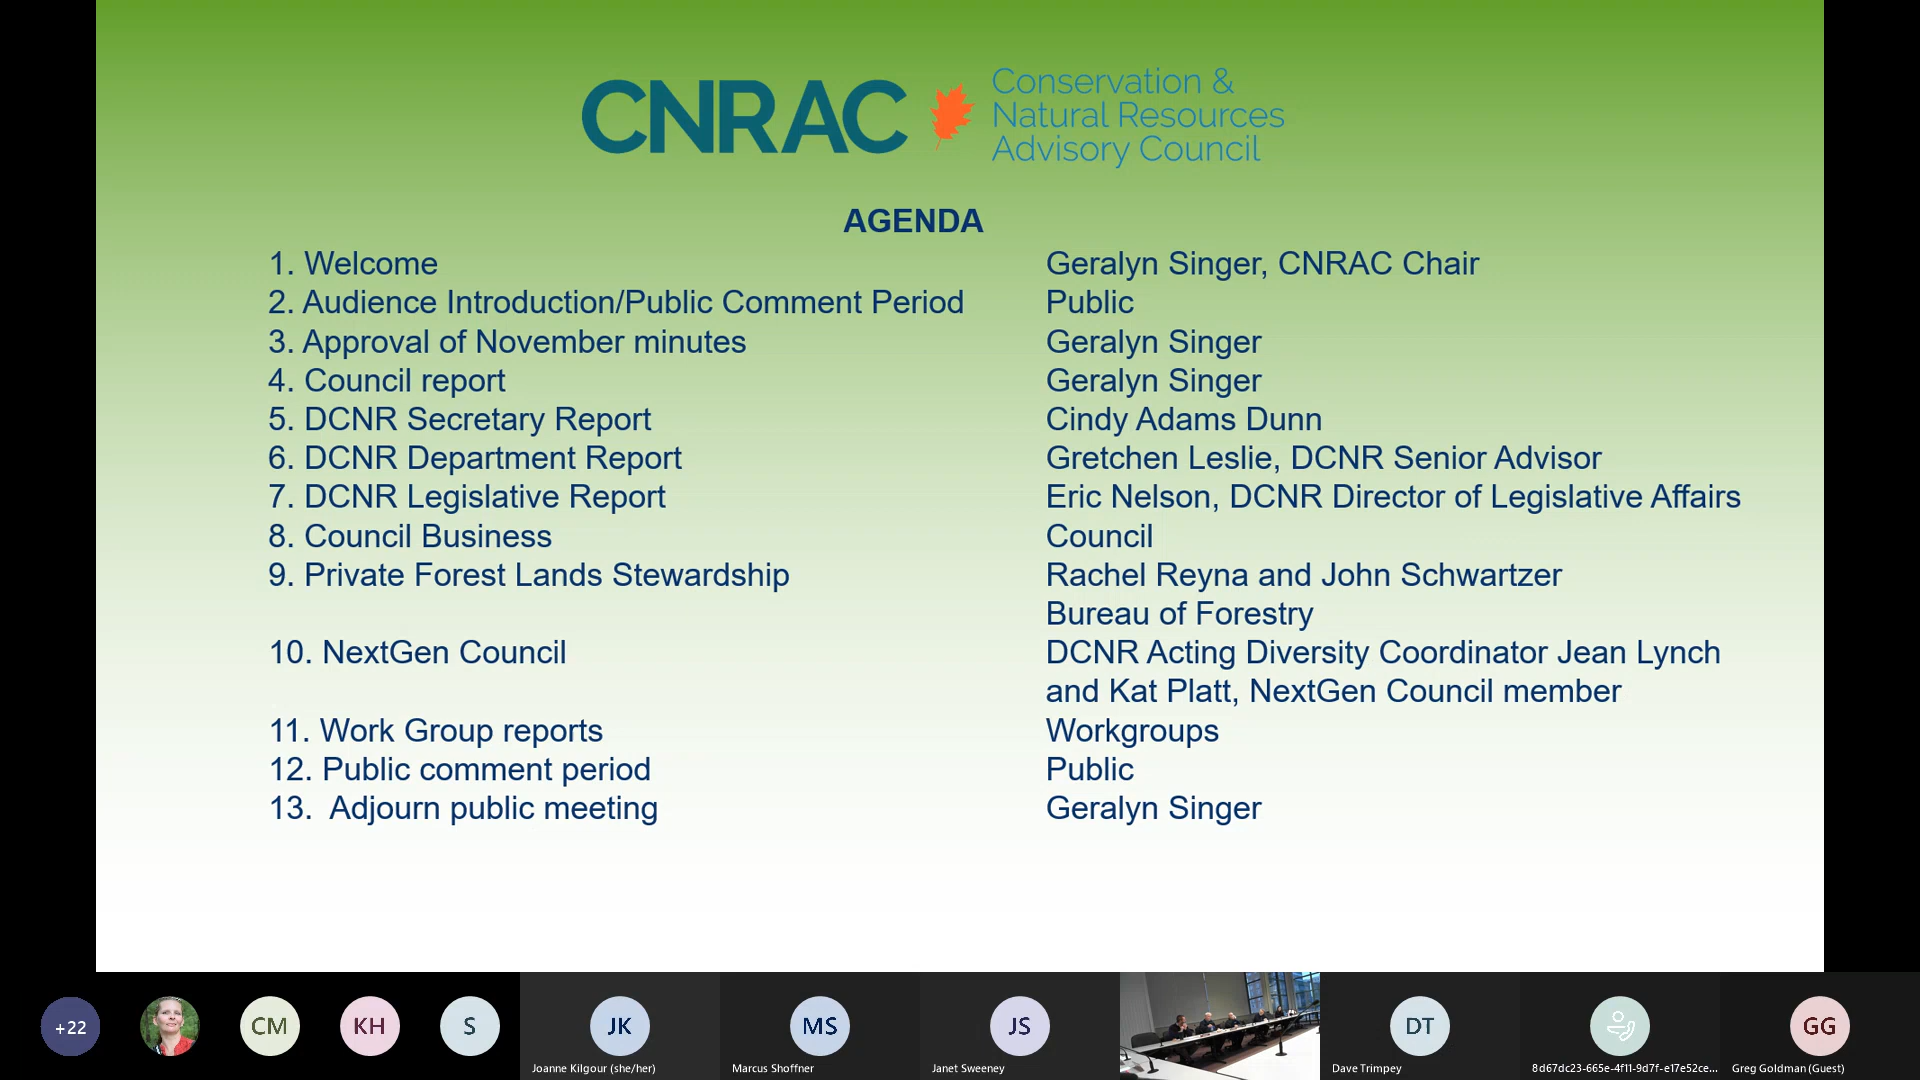 CNRAC
Conservation &
Natural Resources
Advisory Council
AGENDA
1. Welcome Geralyn Singer, CNRAC Chair
2. Audience Introduction/Public Comment Period Public
3. Approval of November minutes Geralyn Singer
4. Council report Geralyn Singer
5. DCNR Secretary Report Cindy Adams Dunn
6. DCNR Department Report Gretchen Leslie, DCNR Senior Advisor
7. DCNR Legislative Report Eric Nelson, DCNR Director of Legislative Affairs
8. Council Business Council
9. Private Forest Lands Stewardship Rachel Reyna and John Schwartzer
Bureau of Forestry
10. NextGen Council DCNR Acting Diversity Coordinator Jean Lynch
and Kat Platt, NextGen Council member
11. Work Group reports Workgroups
12. Public comment period Public
13. Adjourn public meeting Geralyn Singer
+22 CM KH S JK MS JS DT GG
Joanne Kilgour (she/her) Marcus Shoffner Janet Sweeney Dave Trimpey 8d67dc23-665e-4f11-9d7f-e17e52ce... Greg Goldman (Guest)